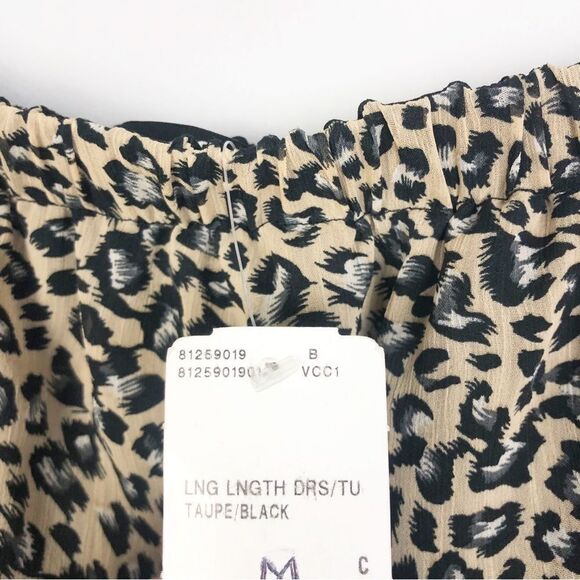 81259019 B
8125901901 VCC1
LNG LNGTH DRS/TU
TAUPE/BLACK
M C